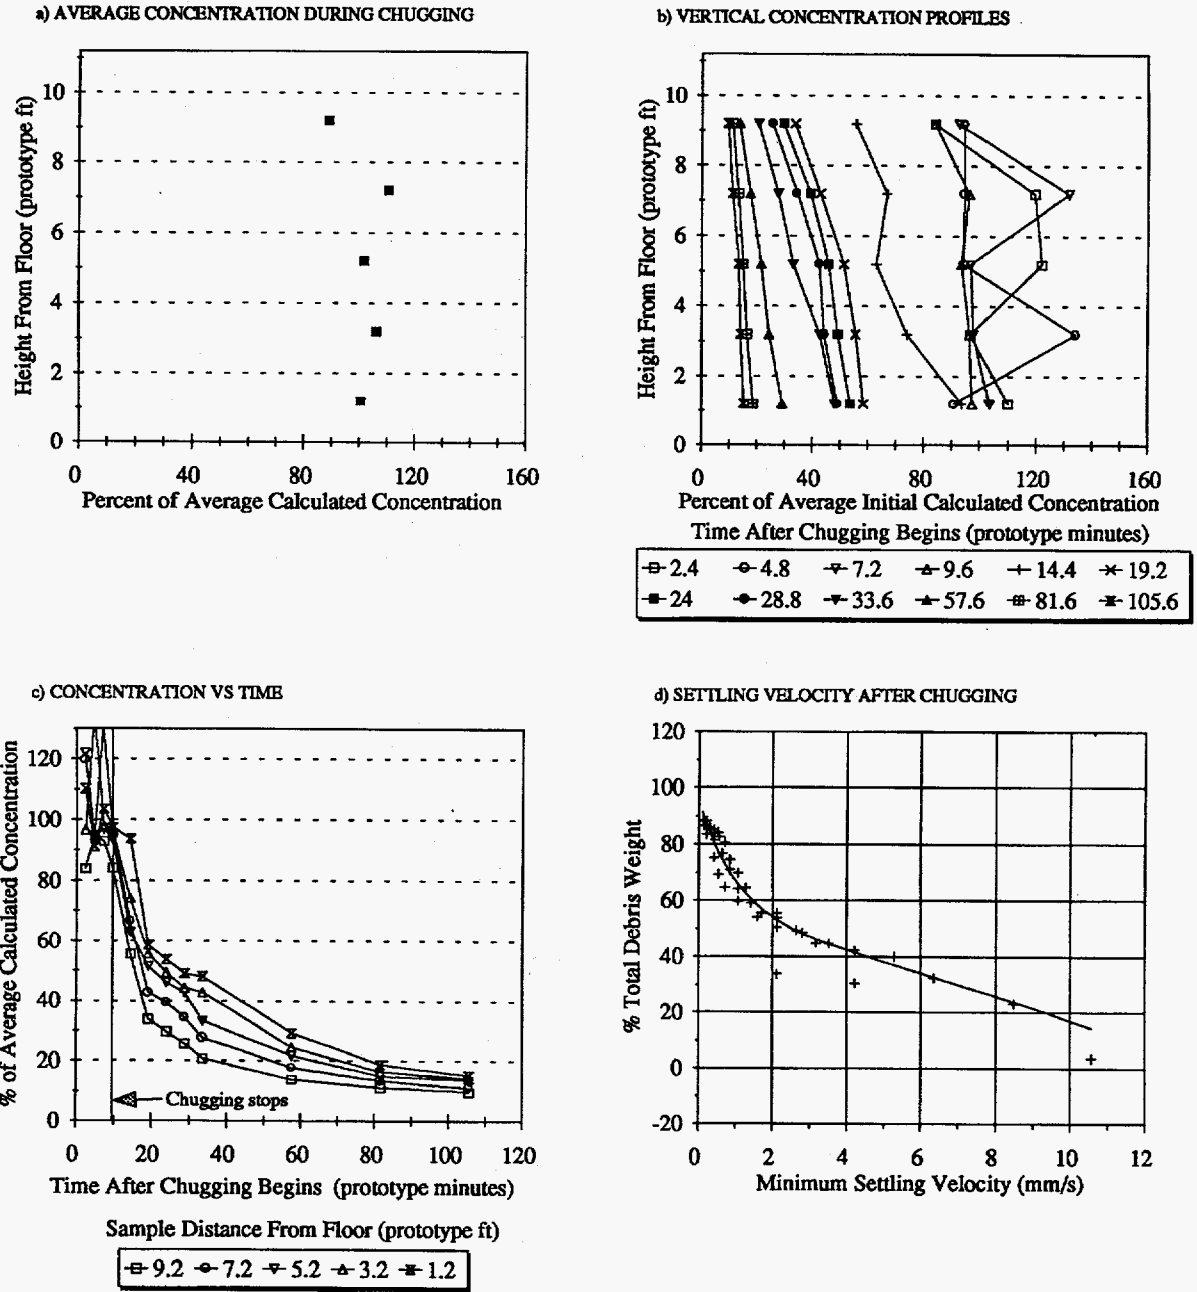 a) AVERAGE CONCENTRATION DURING CHUGGING
10
8
6
4
2
0
Height From Floor (prototype ft)
0 40 80 120 160
Percent of Average Calculated Concentration
b) VERTICAL CONCENTRATION PROFILES
10
8
6
4
2
0
Height From Floor (prototype ft)
0 40 80 120 160
Percent of Average Initial Calculated Concentration
Time After Chugging Begins (prototype minutes)
2.4 4.8 7.2 9.6 14.4 19.2
24 28.8 33.6 57.6 81.6 105.6
c) CONCENTRATION VS TIME
120
100
80
60
40
20
0
% of Average Calculated Concentration
Chugging stops
0 20 40 60 80 100 120
Time After Chugging Begins (prototype minutes)
Sample Distance From Floor (prototype ft)
9.2 7.2 5.2 3.2 1.2
d) SETTLING VELOCITY AFTER CHUGGING
120
100
80
60
40
20
0
-20
% Total Debris Weight
0 2 4 6 8 10 12
Minimum Settling Velocity (mm/s)